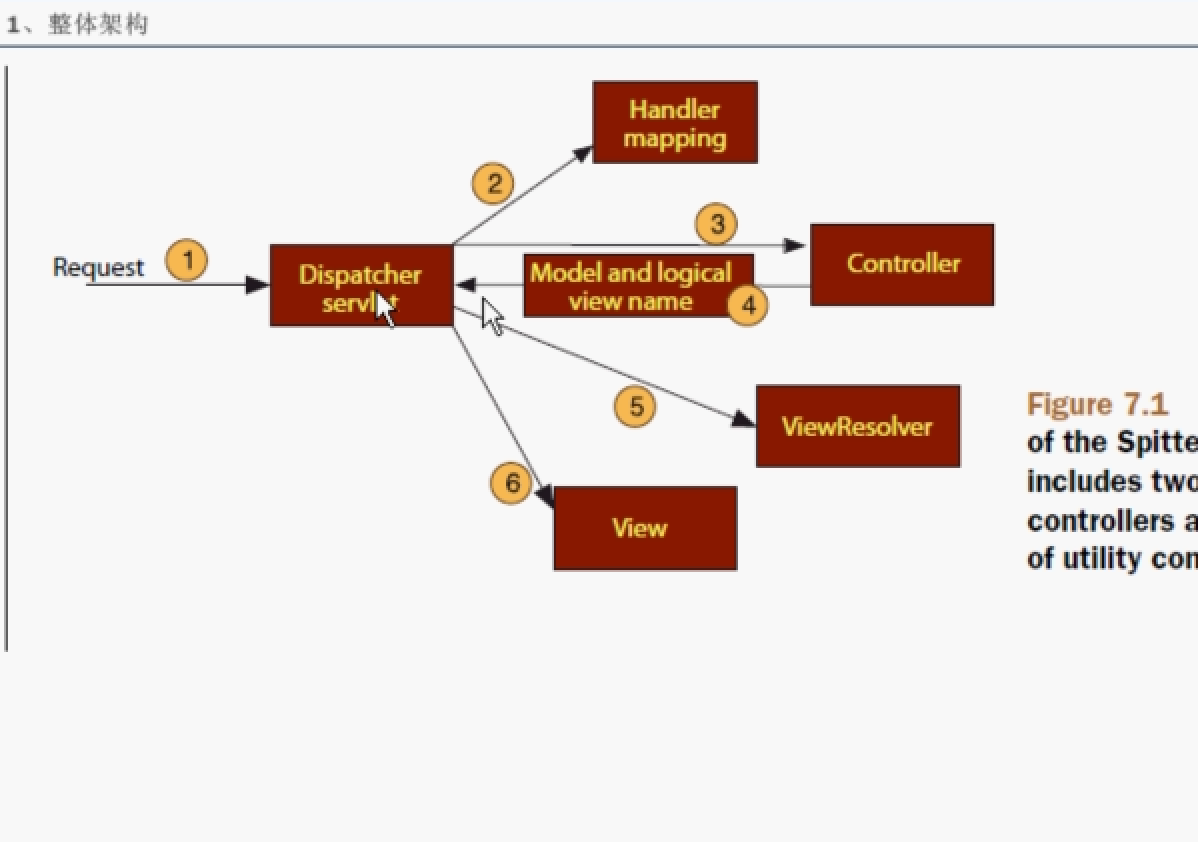 1、整体架构
Handler
mapping
2
3
Request
1
Dispatcher
servlet
Model and logical
view name
4
Controller
5
ViewResolver
6
View
Figure 7.1
of the Spitte
includes two
controllers a
of utility con